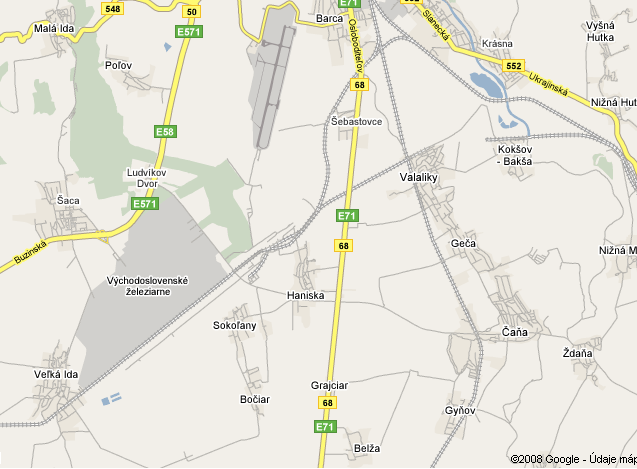 548
Malá Ida
50
E571
Barca
E71
Osloboditeľov
Slanecká
Vyšná
Hutka
Krásna
552
Ukrajinská
Nižná Hut
Poľov
68
Šebastovce
E58
Kokšov
- Bakša
Ludvikov
Dvor
Valaliky
Šaca
E571
E71
Buzinská
68
Geča
Nižná M
Východoslovenské
železiarne
Haniska
Sokoľany
Čaňa
Ždaňa
Veľká Ida
Grajciar
Bočiar
68
Gyňov
E71
Belža
©2008 Google - Údaje máp